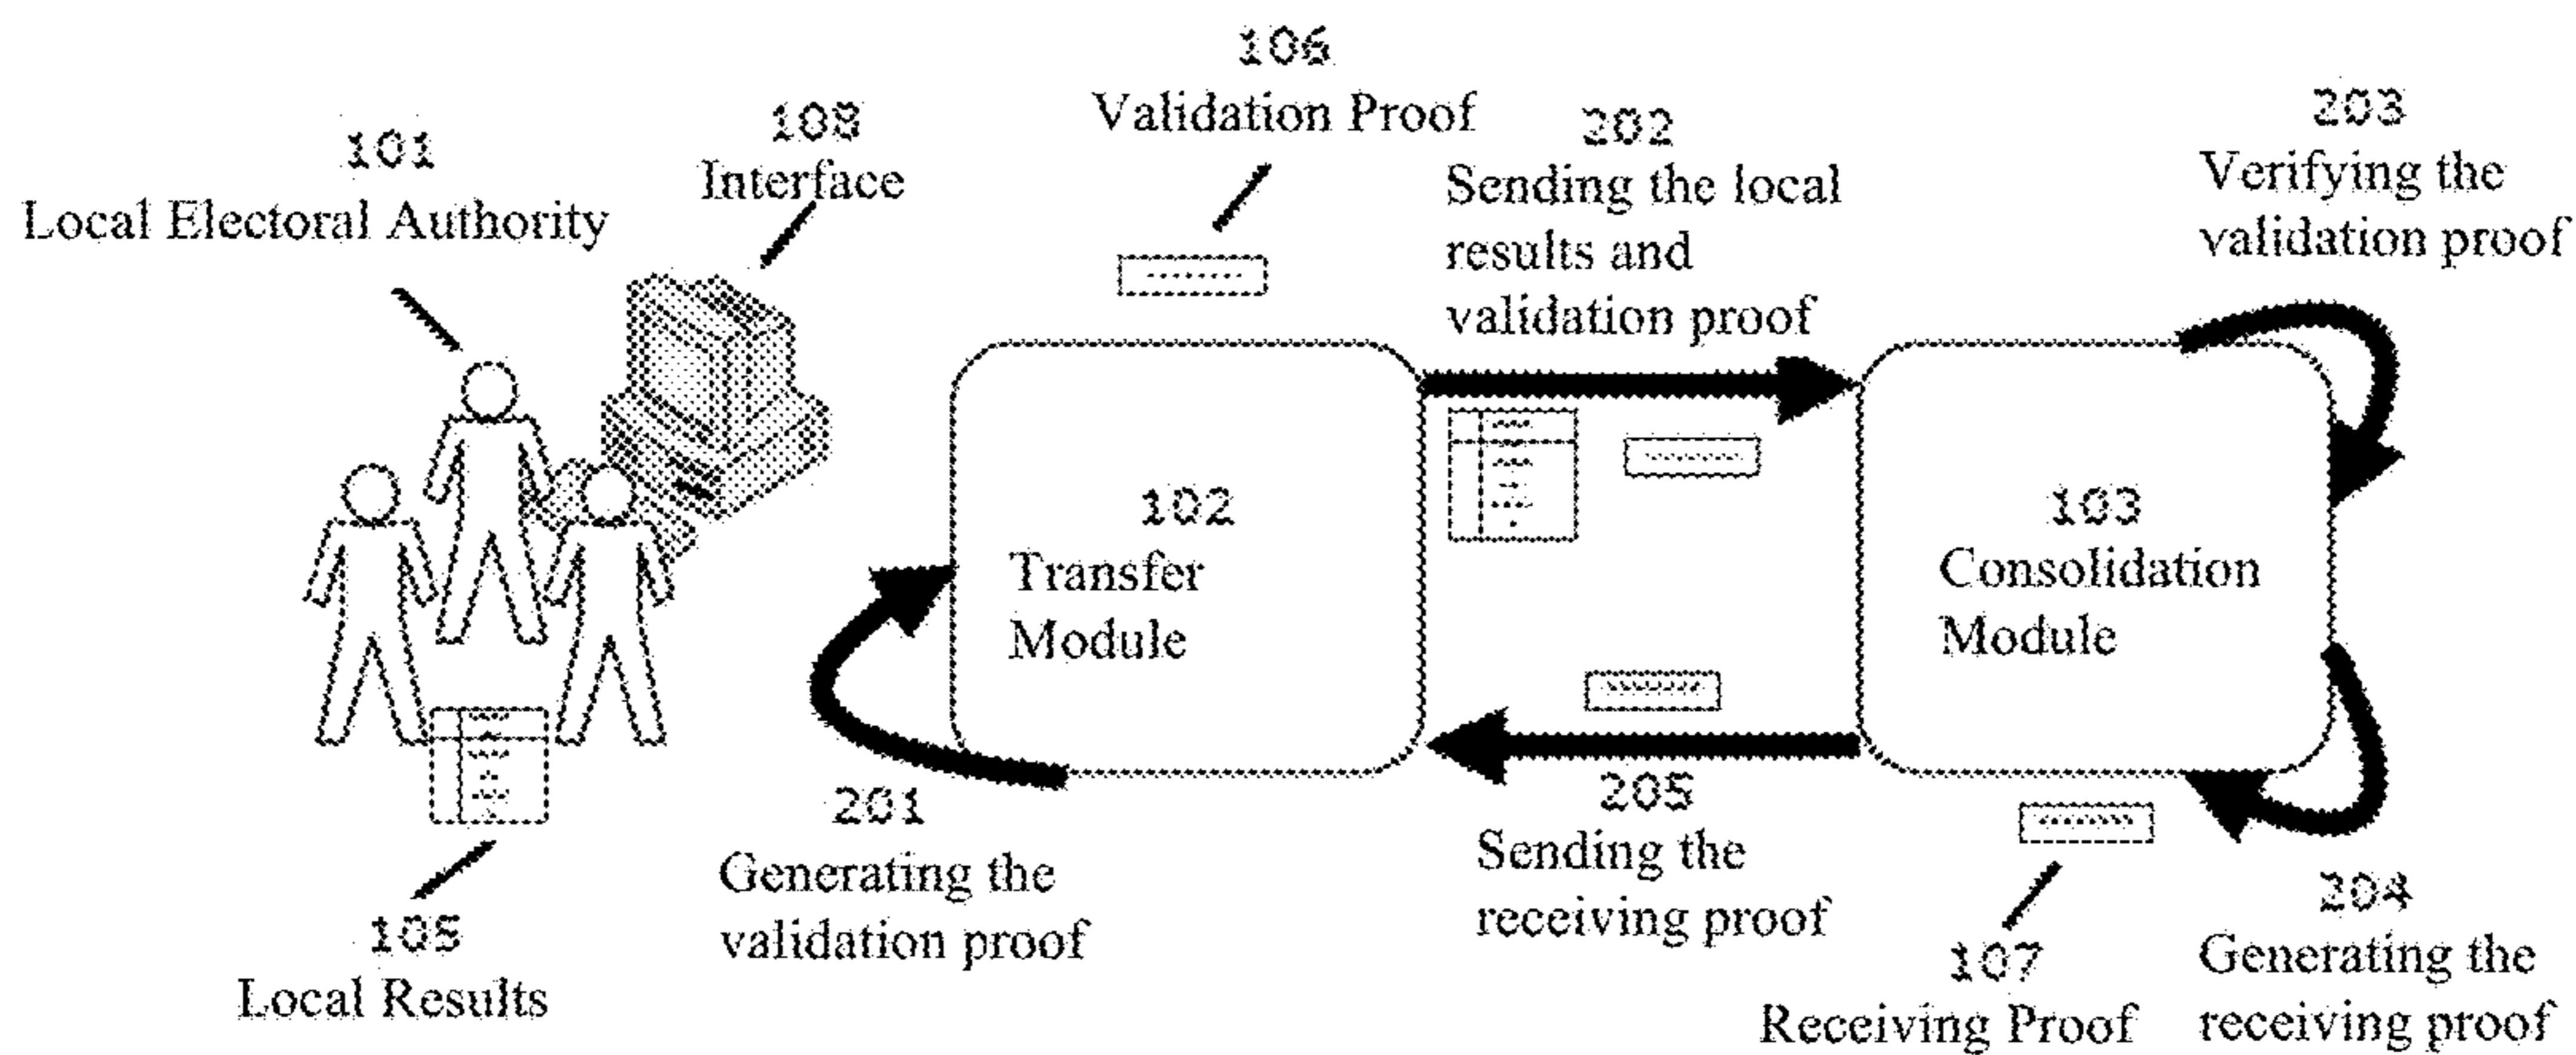 101
Local Electoral Authority
108
Interface
106
Validation Proof
202
Sending the local
results and
validation proof
203
Verifying the
validation proof
102
Transfer
Module
103
Consolidation
Module
201
Generating the
validation proof
205
Sending the
receiving proof
204
Generating the
receiving proof
105
Local Results
107
Receiving Proof